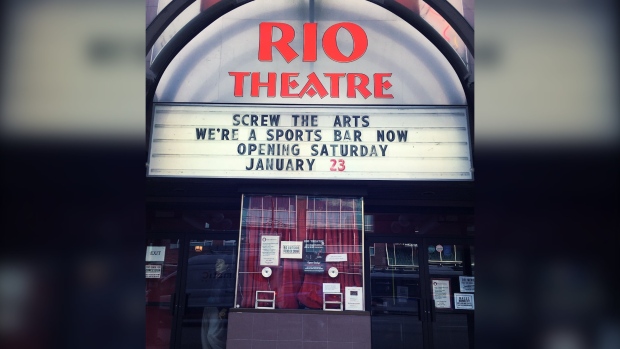 RIO
THEATRE
SCREW THE ARTS
WE'RE A SPORTS BAR NOW
OPENING SATURDAY
JANUARY 23